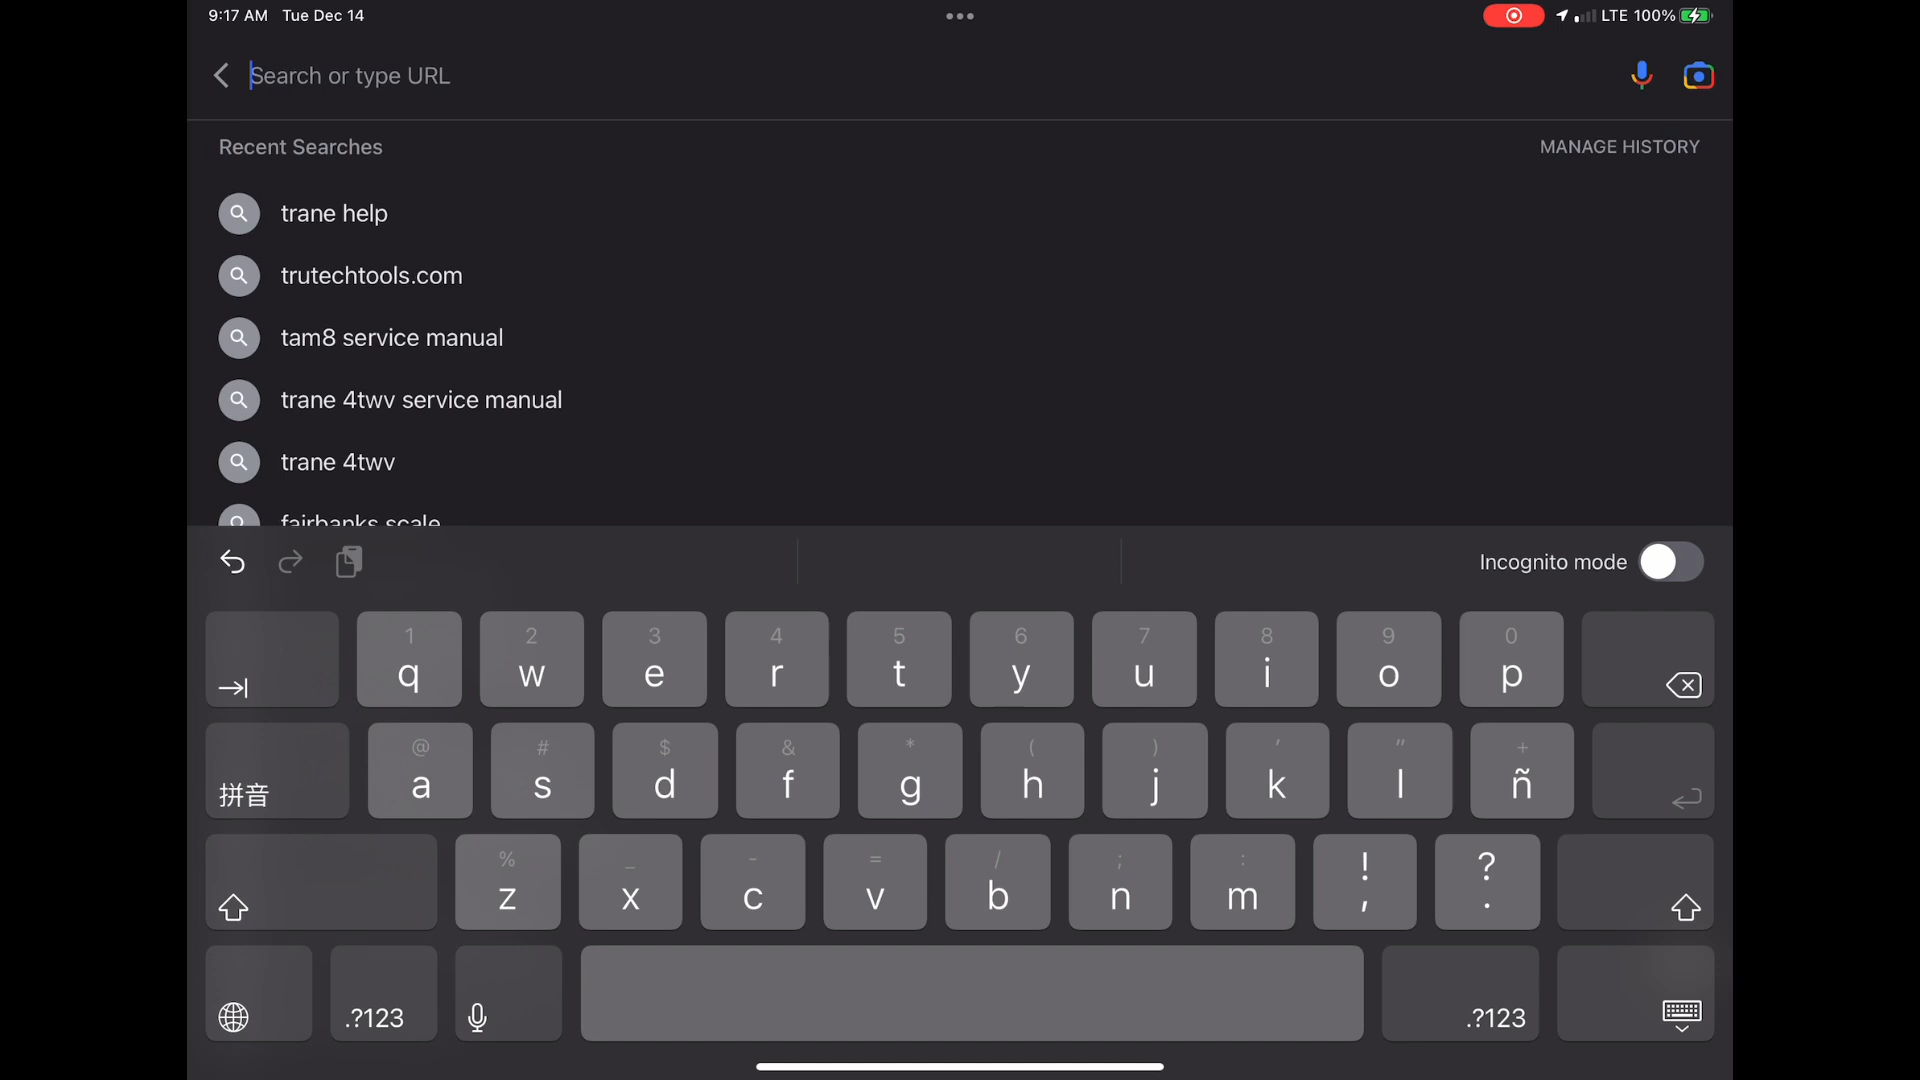 9:17 AM Tue Dec 14
LTE 100%
Search or type URL
Recent Searches
MANAGE HISTORY
trane help
trutechtools.com
tam8 service manual
trane 4twv service manual
trane 4twv
fairbanks scale
Incognito mode
1 2 3 4 5 6 7 8 9 0
q w e r t y u i o p
@ # $ & * ( ) ' " +
拼音 a s d f g h j k l ñ
% _ - = / ; : ! ?
z x c v b n m , .
.?123 .?123